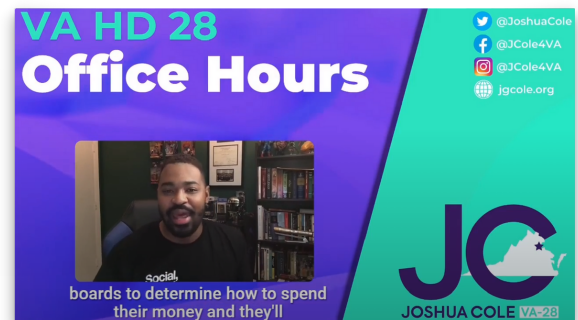 VA HD 28
Office Hours
@JoshuaCole
@JCole4VA
@JCole4VA
jgcole.org
Social,
boards to determine how to spend
their money and they'll
JC
JOSHUA COLE VA-28